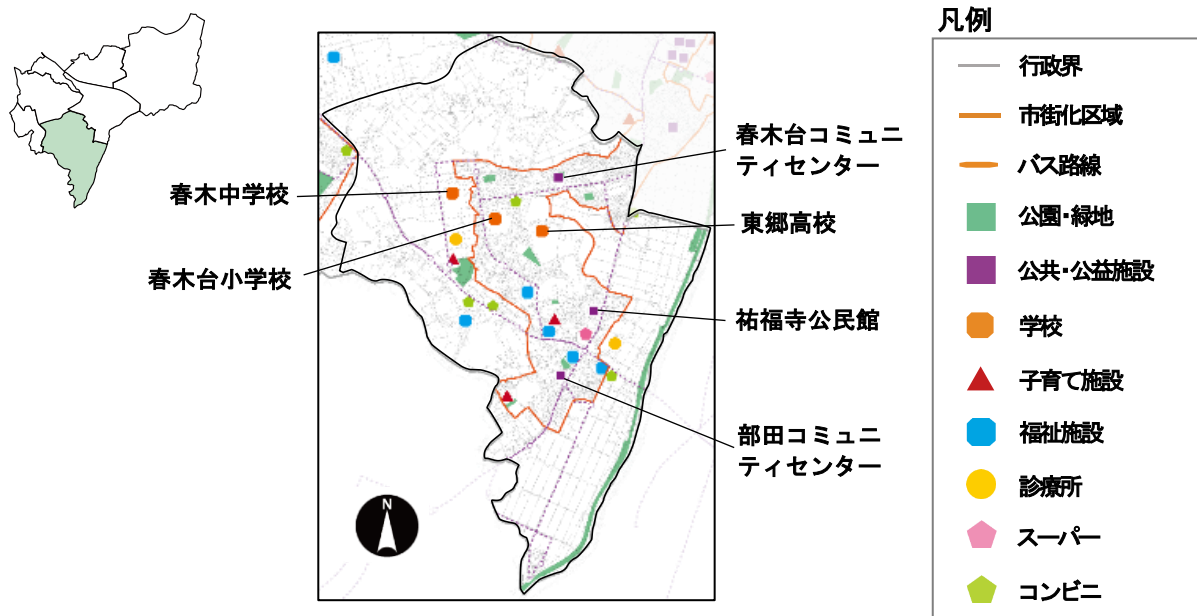 凡例
行政界
市街化区域
バス路線
公園・緑地
公共・公益施設
学校
子育て施設
福祉施設
診療所
スーパー
コンビニ
春木台コミュニ
ティセンター
春木中学校
東郷高校
春木台小学校
祐福寺公民館
部田コミュニ
ティセンター
N